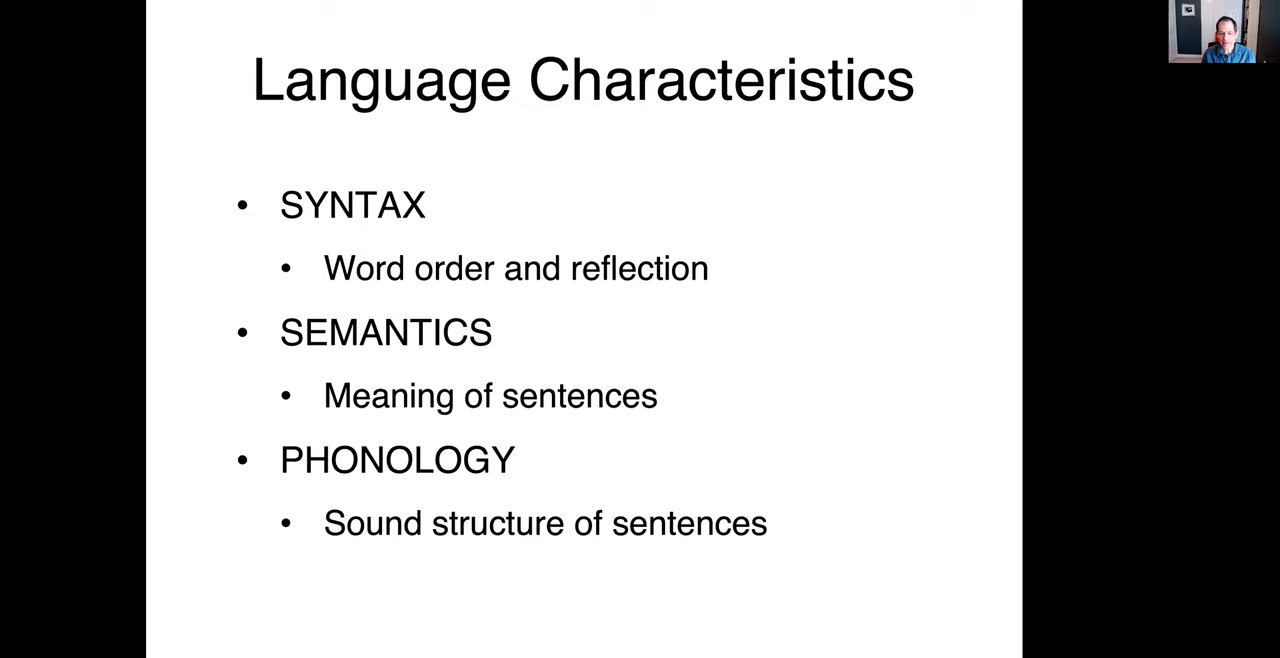 Language Characteristics
• SYNTAX
• Word order and reflection
• SEMANTICS
• Meaning of sentences
• PHONOLOGY
• Sound structure of sentences